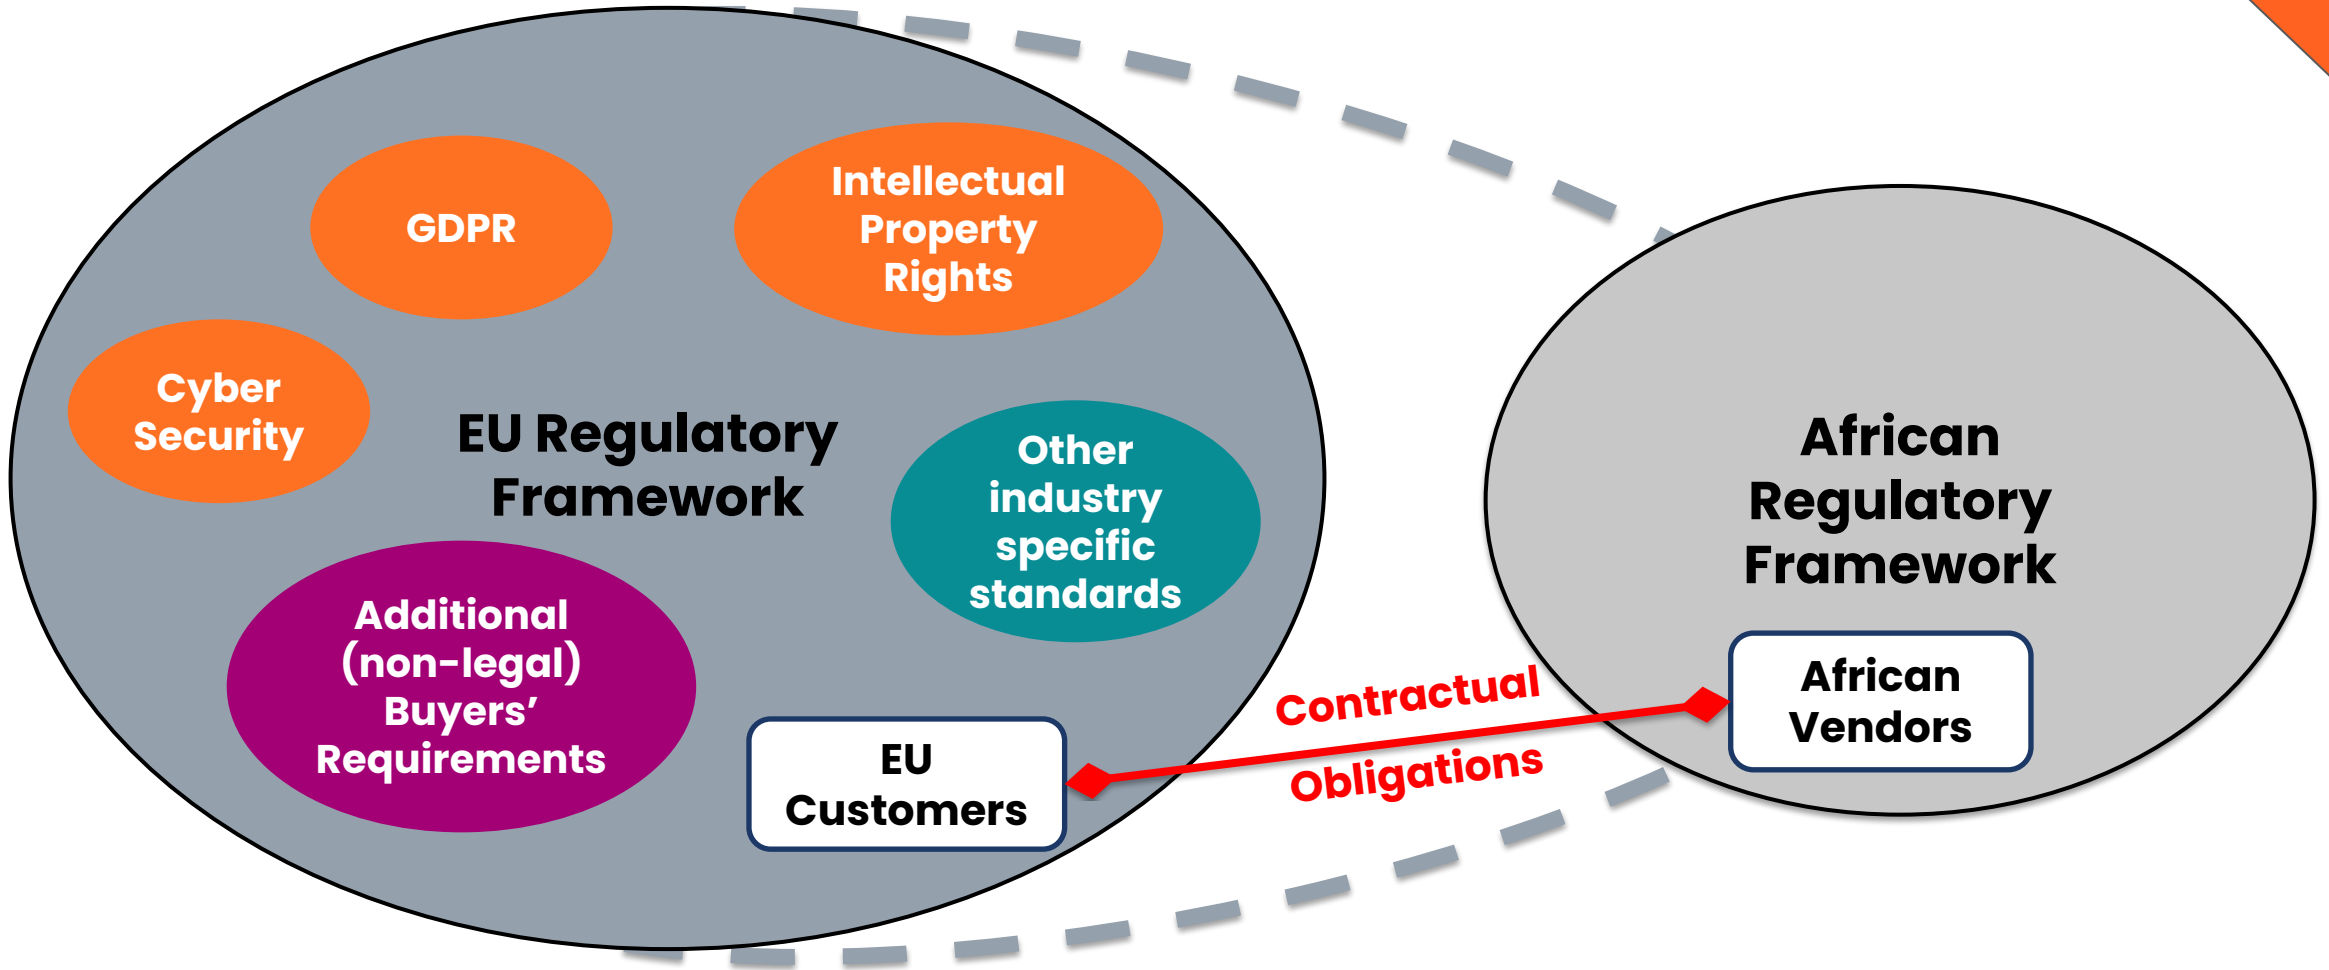 GDPR
Intellectual
Property
Rights
Cyber
Security
EU Regulatory
Framework
Other
industry
specific
standards
Additional
(non-legal)
Buyers’
Requirements
EU
Customers
Contractual
Obligations
African
Regulatory
Framework
African
Vendors